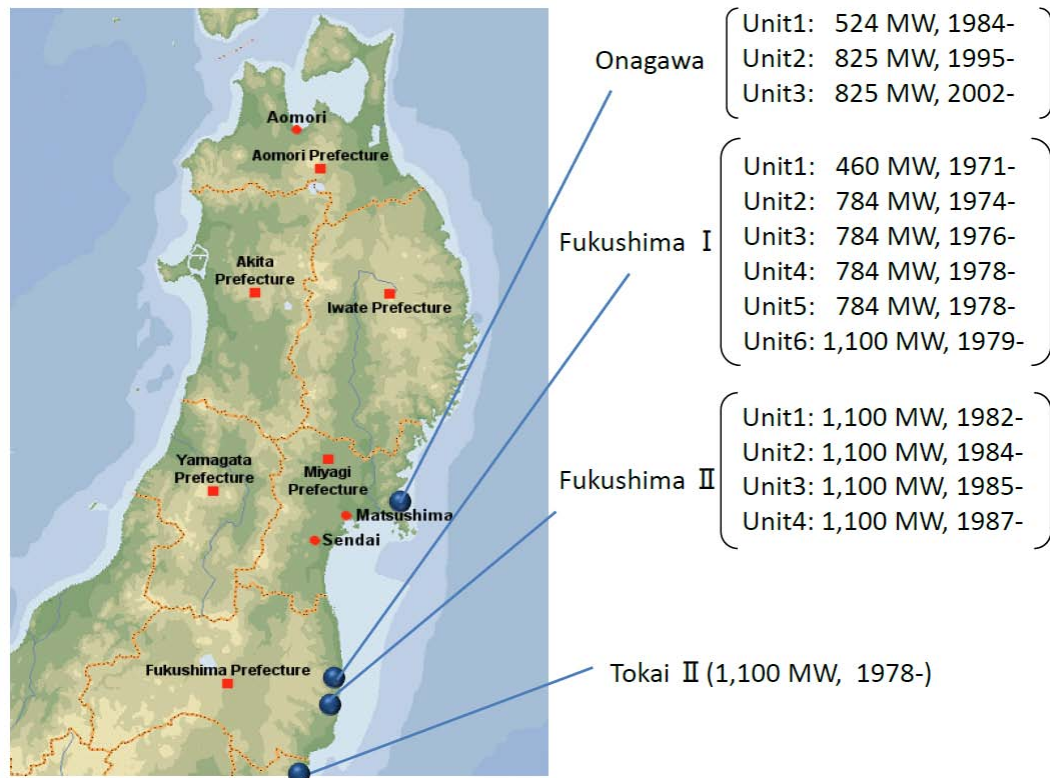 Onagawa
Unit1: 524 MW, 1984-
Unit2: 825 MW, 1995-
Unit3: 825 MW, 2002-
Fukushima Ⅰ
Unit1: 460 MW, 1971-
Unit2: 784 MW, 1974-
Unit3: 784 MW, 1976-
Unit4: 784 MW, 1978-
Unit5: 784 MW, 1978-
Unit6: 1,100 MW, 1979-
Fukushima Ⅱ
Unit1: 1,100 MW, 1982-
Unit2: 1,100 MW, 1984-
Unit3: 1,100 MW, 1985-
Unit4: 1,100 MW, 1987-
Tokai Ⅱ (1,100 MW, 1978-)
Aomori
Aomori Prefecture
Akita
Prefecture
Iwate Prefecture
Yamagata
Prefecture
Miyagi
Prefecture
Matsushima
Sendai
Fukushima Prefecture